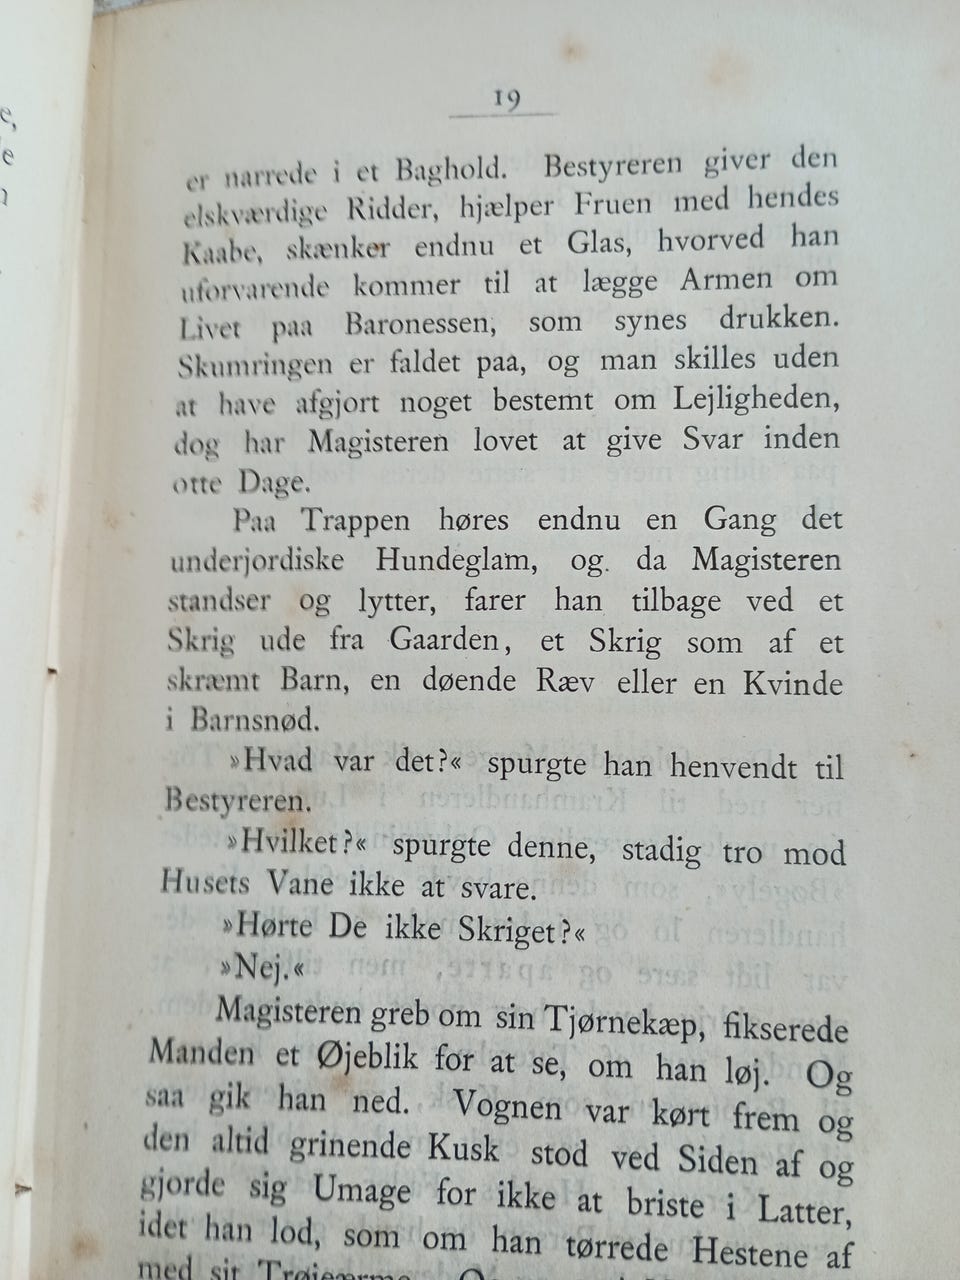 19
er narrede i et Baghold. Bestyreren giver den
elskværdige Ridder, hjælper Fruen med hendes
Kaabe, skænker endnu et Glas, hvorved han
uforvarende kommer til at lægge Armen om
Livet paa Baronessen, som synes drukken.
Skumringen er faldet paa, og man skilles uden
at have afgjort noget bestemt om Lejligheden,
dog har Magisteren lovet at give Svar inden
otte Dage.
Paa Trappen høres endnu en Gang det
underjordiske Hundeglam, og. da Magisteren
standser og lytter, farer han tilbage ved et
Skrig ude fra Gaarden, et Skrig som af et
skræmt Barn, en døende Ræv eller en Kvinde
i Barnsnød.
»Hvad var det?« spurgte han henvendt til
Bestyreren.
»Hvilket?« spurgte denne, stadig tro mod
Husets Vane ikke at svare.
»Hørte De ikke Skriget?«
»Nej.«
Magisteren greb om sin Tjørnekæp, fikserede
Manden et Øjeblik for at se, om han løj. Og
saa gik han ned. Vognen var kørt frem og
den altid grinende Kusk stod ved Siden af og
gjorde sig Umage for ikke at briste i Latter,
idet han lod, som om han tørrede Hestene af
med sit